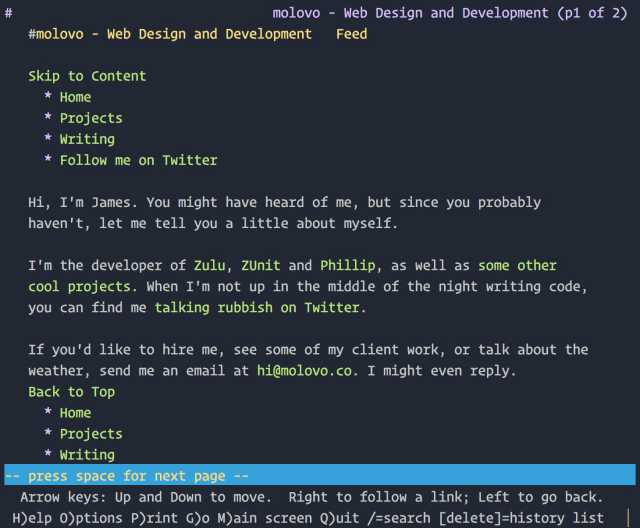 # molovo - Web Design and Development (p1 of 2)
#molovo - Web Design and Development Feed
Skip to Content
* Home
* Projects
* Writing
* Follow me on Twitter
Hi, I'm James. You might have heard of me, but since you probably
haven't, let me tell you a little about myself.
I'm the developer of Zulu, ZUnit and Phillip, as well as some other
cool projects. When I'm not up in the middle of the night writing code,
you can find me talking rubbish on Twitter.
If you'd like to hire me, see some of my client work, or talk about the
weather, send me an email at hi@molovo.co. I might even reply.
Back to Top
* Home
* Projects
* Writing
-- press space for next page --
Arrow keys: Up and Down to move. Right to follow a link; Left to go back.
H)elp O)ptions P)rint G)o M)ain screen Q)uit /=search [delete]=history list